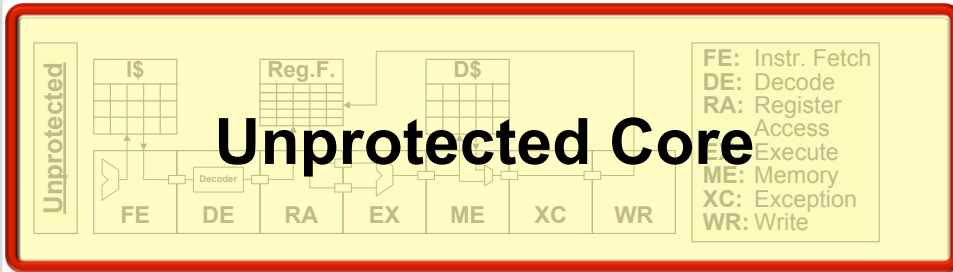 Unprotected
I$
Reg.F.
D$
Decoder
FE
DE
RA
EX
ME
XC
WR
Unprotected Core
FE: Instr. Fetch
DE: Decode
RA: Register
Access
EX: Execute
ME: Memory
XC: Exception
WR: Write